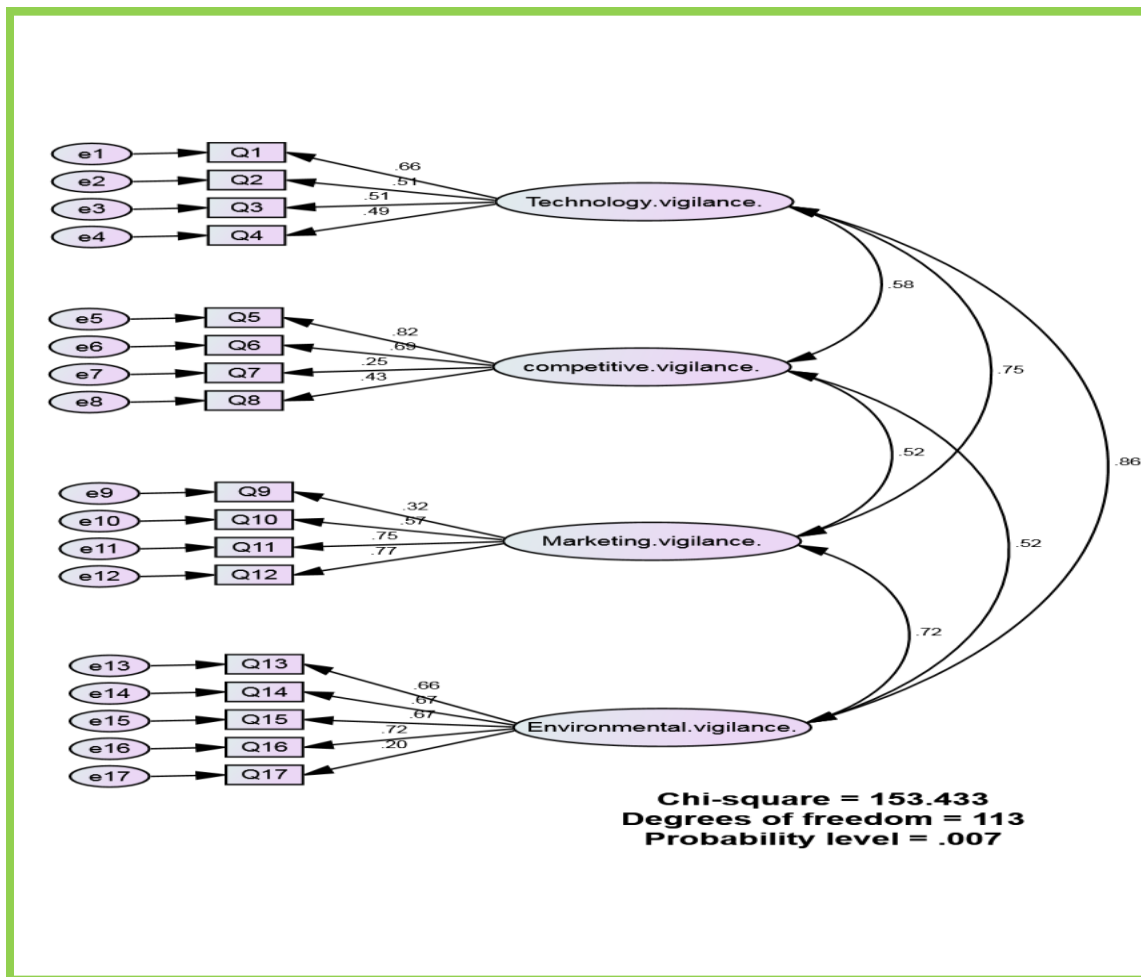 e1 Q1 .66
e2 Q2 .51
e3 Q3 .51
e4 Q4 .49
Technology.vigilance.
.58
e5 Q5 .82
e6 Q6 .69
e7 Q7 .25
e8 Q8 .43
competitive.vigilance.
.75
.52
.86
e9 Q9 .32
e10 Q10 .57
e11 Q11 .75
e12 Q12 .77
Marketing.vigilance.
.52
.72
e13 Q13 .66
e14 Q14 .67
e15 Q15 .67
e16 Q16 .72
e17 Q17 .20
Environmental.vigilance.
Chi-square = 153.433
Degrees of freedom = 113
Probability level = .007